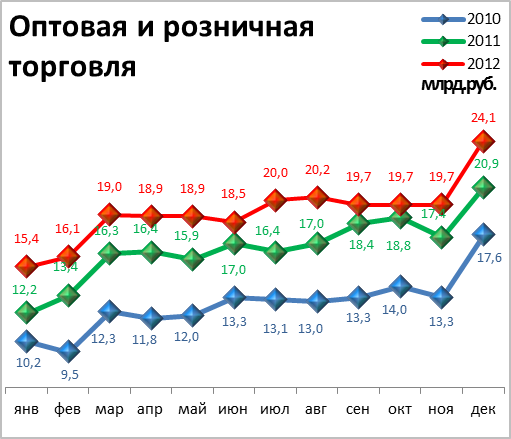 Оптовая и розничная
торговля
2010
2011
2012
млрд.руб.
24,1
20,9
20,0 20,2
19,0 18,9 18,9 18,5 19,7 19,7 19,7
15,4 16,1
16,3 16,4 15,9 17,0 16,4 17,0 18,4 18,8 17,4
12,2 13,4
17,6
10,2 9,5 12,3 11,8 12,0 13,3 13,1 13,0 13,3 14,0 13,3
янв фев мар апр май июн июл авг сен окт ноя дек